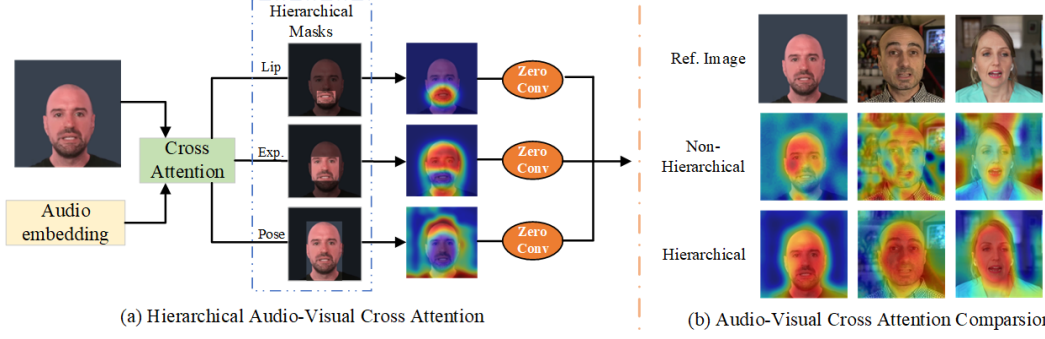 Hierarchical
Masks
Lip
Zero
Conv
Cross
Attention
Exp.
Zero
Conv
Audio
embedding
Pose
Zero
Conv
(a) Hierarchical Audio-Visual Cross Attention
Ref. Image
Non-
Hierarchical
Hierarchical
(b) Audio-Visual Cross Attention Comparsion